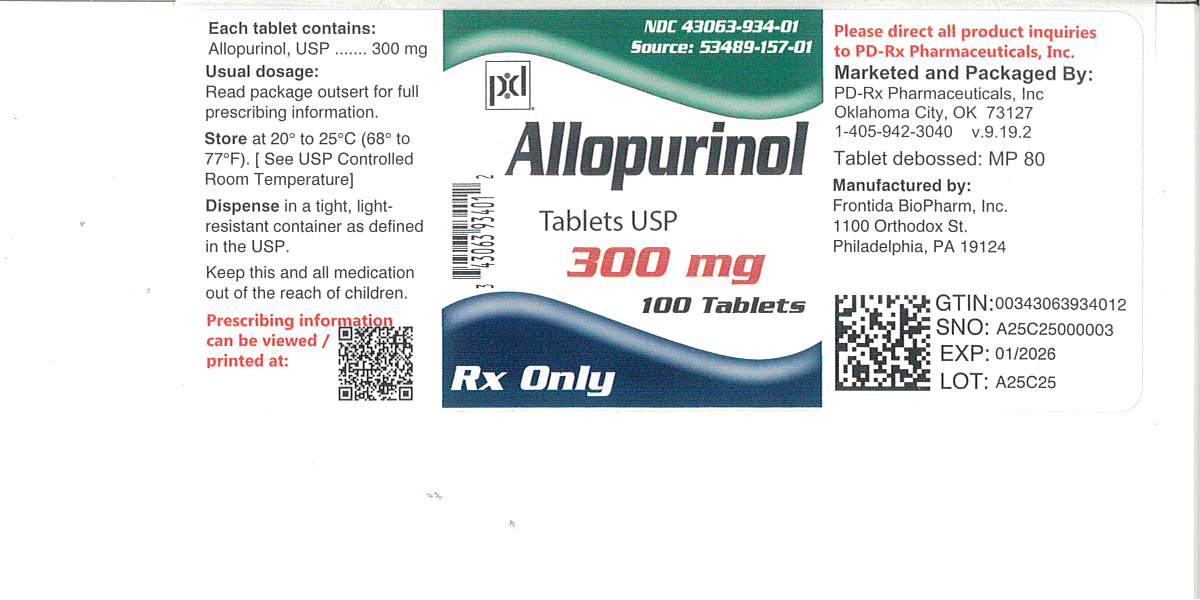 Each tablet contains:
Allopurinol, USP ....... 300 mg
Usual dosage:
Read package outsert for full
prescribing information.
Store at 20° to 25°C (68° to
77°F). [ See USP Controlled
Room Temperature]
Dispense in a tight, light-
resistant container as defined
in the USP.
Keep this and all medication
out of the reach of children.
Prescribing information
can be viewed /
printed at:
NDC 43063-934-01
Source: 53489-157-01
pd
Allopurinol
Tablets USP
300 mg
100 Tablets
3 43063 93401 2
Rx Only
Please direct all product inquiries
to PD-Rx Pharmaceuticals, Inc.
Marketed and Packaged By:
PD-Rx Pharmaceuticals, Inc
Oklahoma City, OK 73127
1-405-942-3040 v.9.19.2
Tablet debossed: MP 80
Manufactured by:
Frontida BioPharm, Inc.
1100 Orthodox St.
Philadelphia, PA 19124
GTIN: 00343063934012
SNO: A25C25000003
EXP: 01/2026
LOT: A25C25